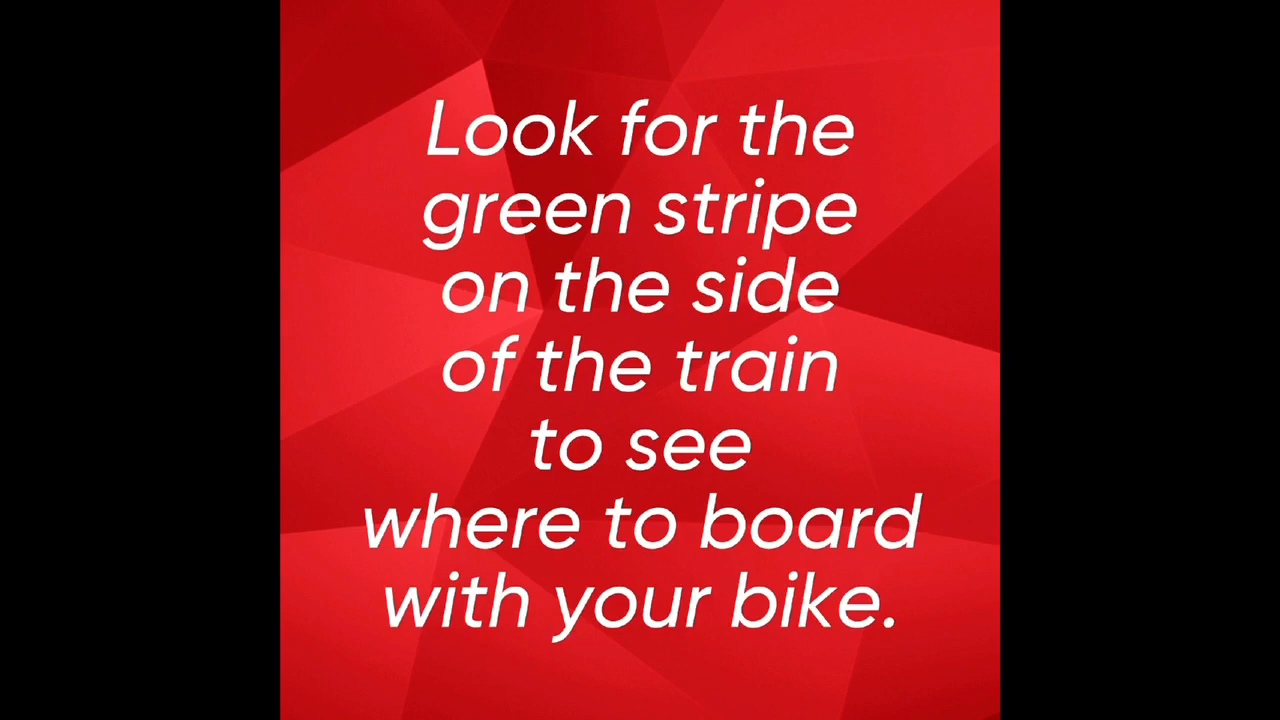 Look for the
green stripe
on the side
of the train
to see
where to board
with your bike.